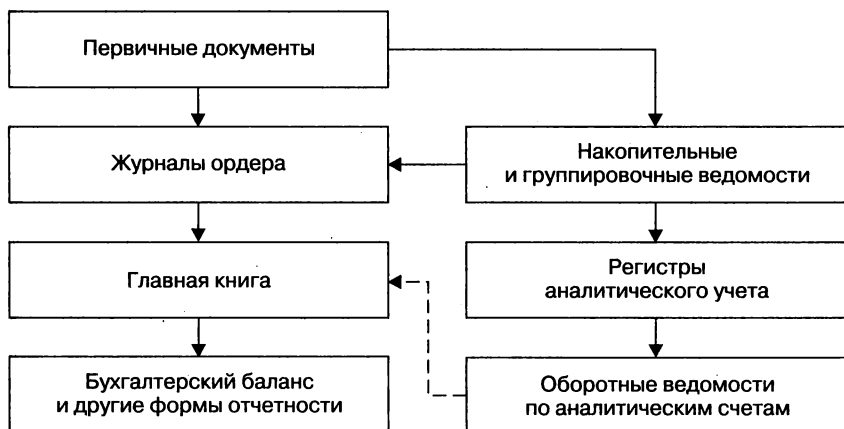 Первичные документы
Журналы ордера
Накопительные
и группировочные ведомости
Главная книга
Регистры
аналитического учета
Бухгалтерский баланс
и другие формы отчетности
Оборотные ведомости
по аналитическим счетам